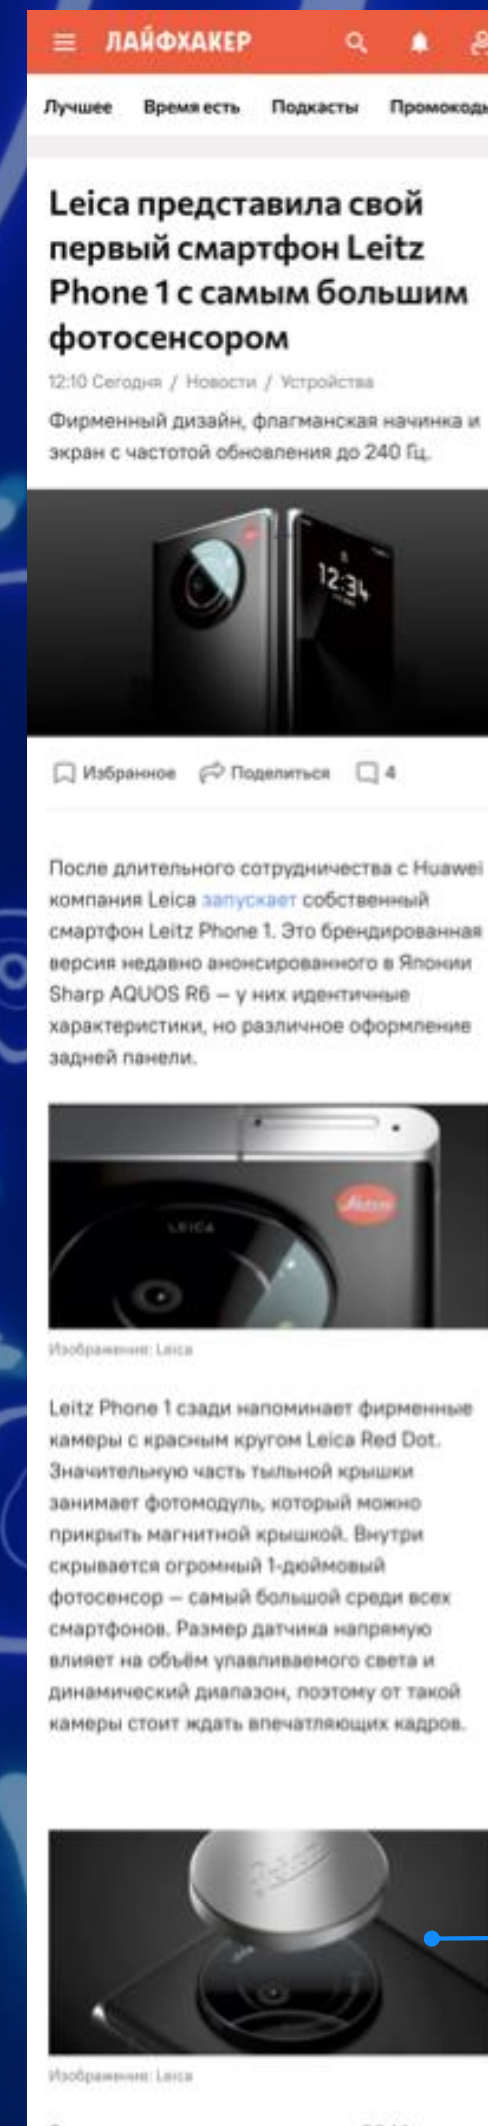 ЛАЙФХАКЕР
Лучшее Время есть Подкасты Промокоды
Leica представила свой
первый смартфон Leitz
Phone 1 с самым большим
фотосенсором
12:10 Сегодня / Новости / Устройства
Фирменный дизайн, флагманская начинка и
экран с частотой обновления до 240 Гц.
12:34
Избранное Поделиться 4
После длительного сотрудничества с Huawei
компания Leica запускает собственный
смартфон Leitz Phone 1. Это брендированная
версия недавно анонсированного в Японии
Sharp AQUOS R6 — у них идентичные
характеристики, но различное оформление
задней панели.
LEICA
Изображение: Leica
Leitz Phone 1 сзади напоминает фирменные
камеры с красным кругом Leica Red Dot.
Значительную часть тыльной крышки
занимает фотомодуль, который можно
прикрыть магнитной крышкой. Внутри
скрывается огромный 1-дюймовый
фотосенсор — самый большой среди всех
смартфонов. Размер датчика напрямую
влияет на объём улавливаемого света и
динамический диапазон, поэтому от такой
камеры стоит ждать впечатляющих кадров.
Изображение: Leica